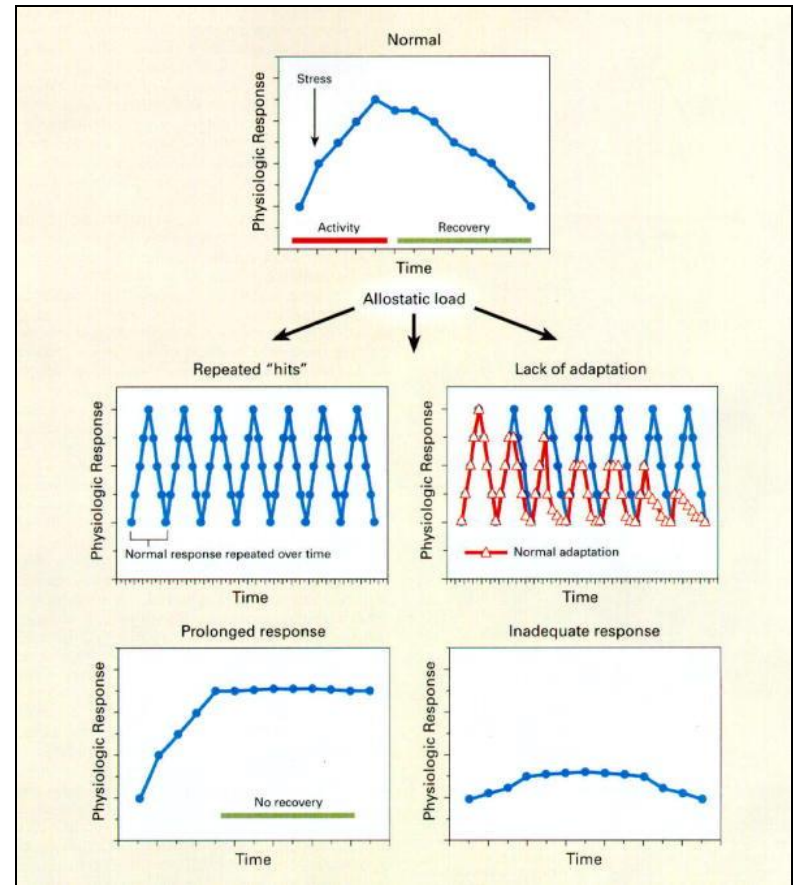 Normal
Physiologic Response
Stress
Activity
Recovery
Time
Allostatic load
Repeated "hits"
Physiologic Response
Normal response repeated over time
Time
Lack of adaptation
Physiologic Response
Normal adaptation
Time
Prolonged response
Physiologic Response
No recovery
Time
Inadequate response
Physiologic Response
Time